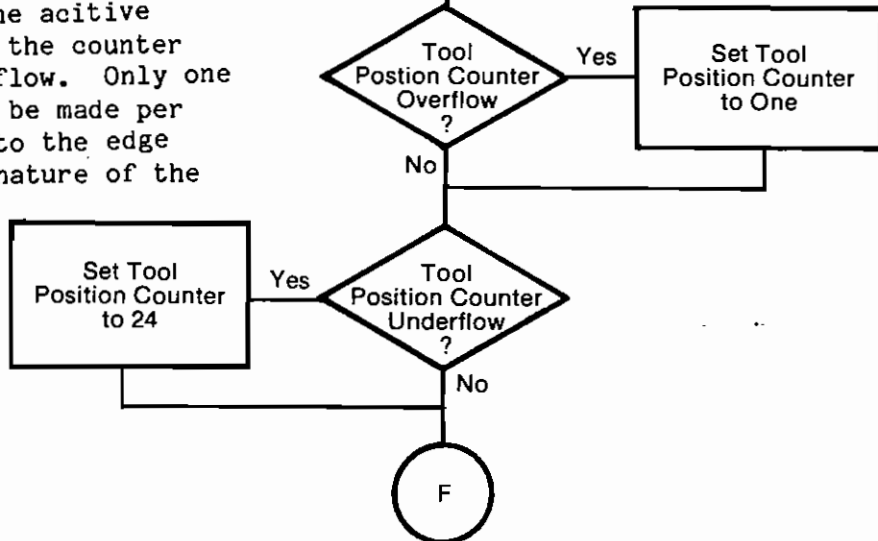 ne acitive
the counter
flow. Only one
be made per
to the edge
nature of the
Tool
Postion Counter
Overflow
?
Yes
Set Tool
Position Counter
to One
No
Set Tool
Position Counter
to 24
Yes
Tool
Position Counter
Underflow
?
No
F